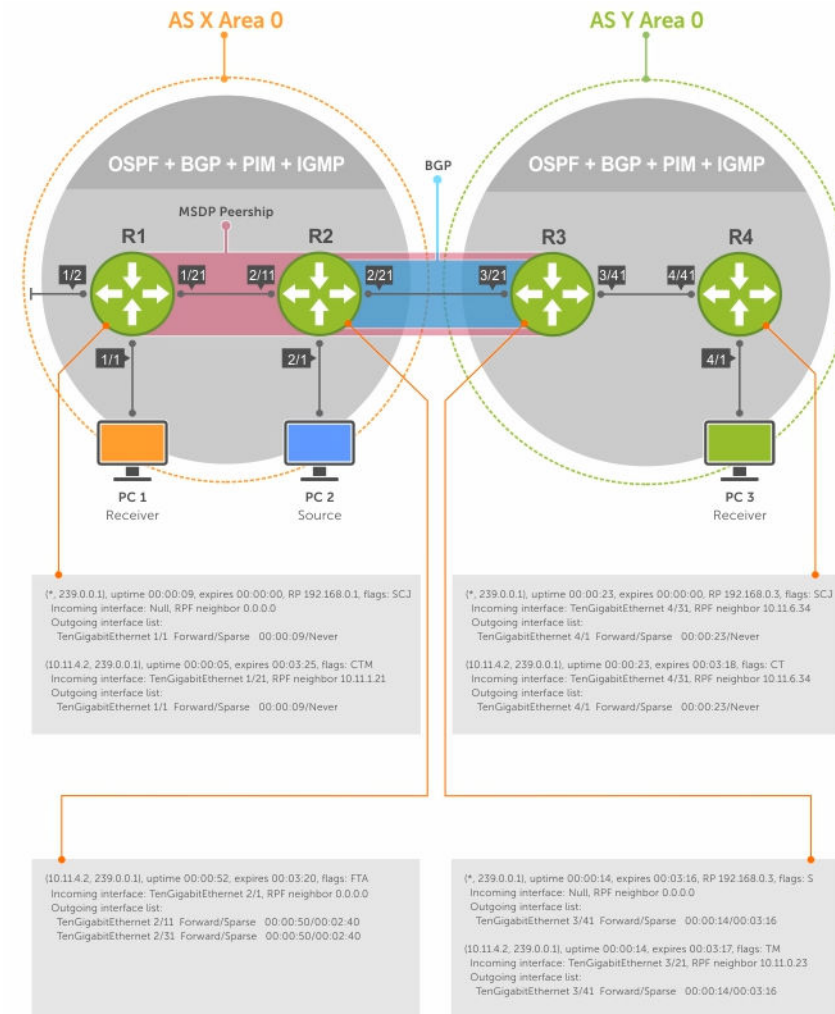 AS X Area 0
AS Y Area 0
OSPF + BGP + PIM + IGMP
BGP
OSPF + BGP + PIM + IGMP
MSDP Peership
R1
R2
R3
R4
1/2
1/21
2/11
2/21
3/21
3/41
4/41
1/1
2/1
4/1
PC 1
Receiver
PC 2
Source
PC 3
Receiver
(*, 239.0.0.1), uptime 00:00:09, expires 00:00:00, RP 192.168.0.1, flags: SCJ
Incoming interface: Null, RPF neighbor 0.0.0.0
Outgoing interface list:
TenGigabitEthernet 1/1 Forward/Sparse 00:00:09/Never
(10.11.4.2, 239.0.0.1), uptime 00:00:05, expires 00:03:25, flags: CTM
Incoming interface: TenGigabitEthernet 1/21, RPF neighbor 10.11.1.21
Outgoing interface list:
TenGigabitEthernet 1/1 Forward/Sparse 00:00:09/Never
(*, 239.0.0.1), uptime 00:00:23, expires 00:00:00, RP 192.168.0.3, flags: SCJ
Incoming interface: TenGigabitEthernet 4/31, RPF neighbor 10.11.6.34
Outgoing interface list:
TenGigabitEthernet 4/1 Forward/Sparse 00:00:23/Never
(10.11.4.2, 239.0.0.1), uptime 00:00:23, expires 00:03:18, flags: CT
Incoming interface: TenGigabitEthernet 4/31, RPF neighbor 10.11.6.34
Outgoing interface list:
TenGigabitEthernet 4/1 Forward/Sparse 00:00:23/Never
(10.11.4.2, 239.0.0.1), uptime 00:00:52, expires 00:03:20, flags: FTA
Incoming interface: TenGigabitEthernet 2/1, RPF neighbor 0.0.0.0
Outgoing interface list:
TenGigabitEthernet 2/11 Forward/Sparse 00:00:50/00:02:40
TenGigabitEthernet 2/31 Forward/Sparse 00:00:50/00:02:40
(*, 239.0.0.1), uptime 00:00:14, expires 00:03:16, RP 192.168.0.3, flags: S
Incoming interface: Null, RPF neighbor 0.0.0.0
Outgoing interface list:
TenGigabitEthernet 3/41 Forward/Sparse 00:00:14/00:03:16
(10.11.4.2, 239.0.0.1), uptime 00:00:14, expires 00:03:17, flags: TM
Incoming interface: TenGigabitEthernet 3/21, RPF neighbor 10.11.0.23
Outgoing interface list:
TenGigabitEthernet 3/41 Forward/Sparse 00:00:14/00:03:16